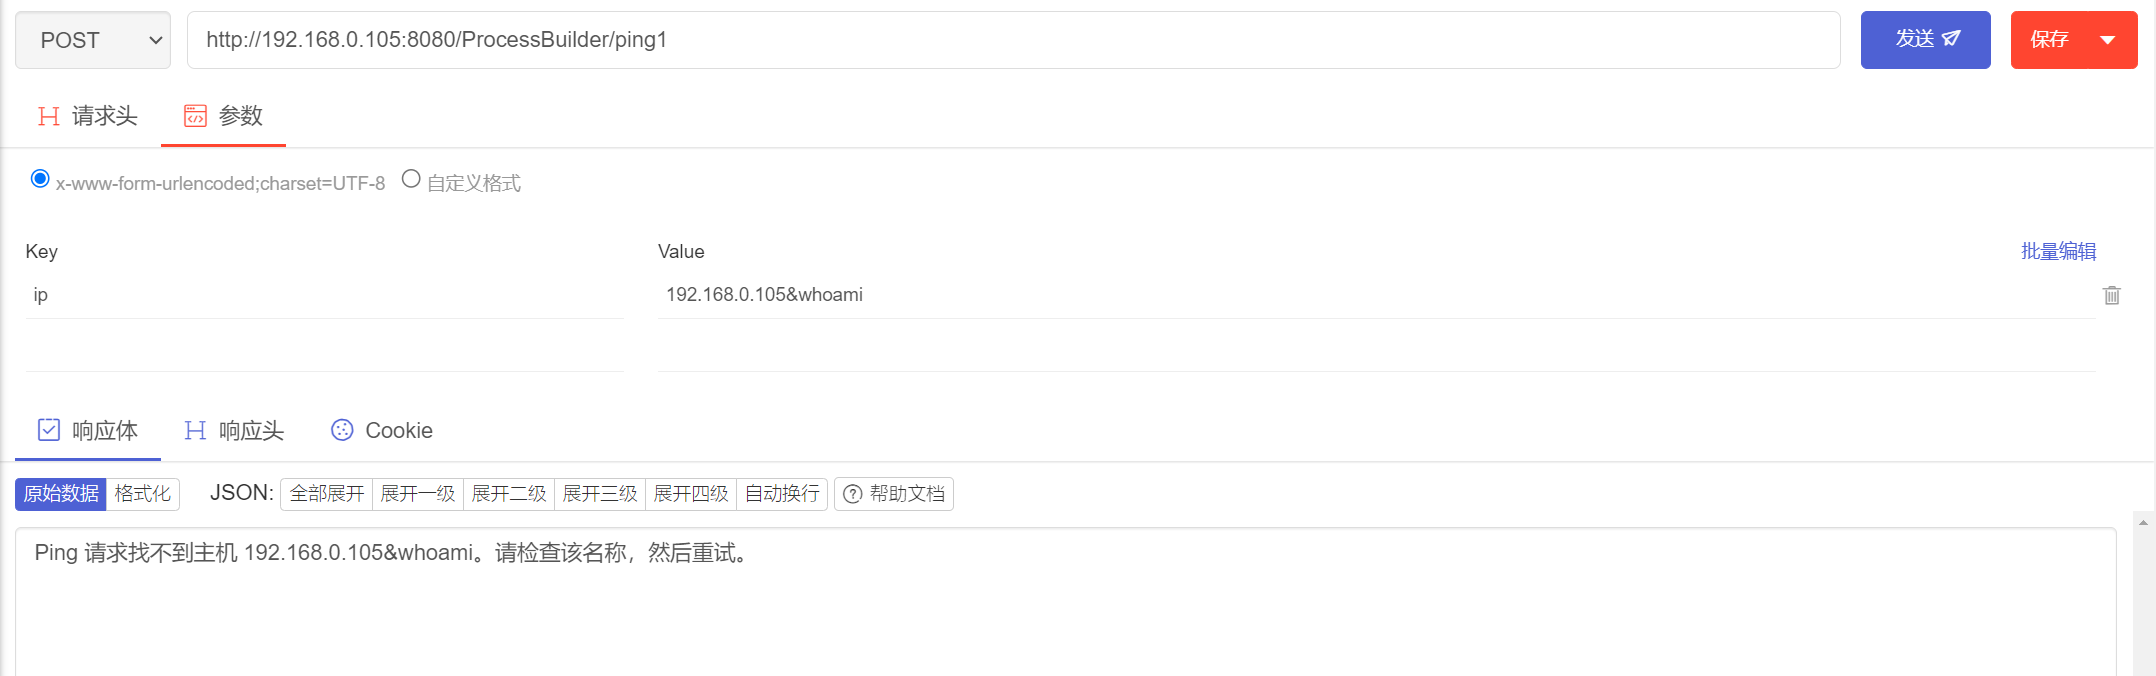 POST http://192.168.0.105:8080/ProcessBuilder/ping1 发送 保存
请求头 参数
x-www-form-urlencoded;charset=UTF-8 自定义格式
Key Value 批量编辑
ip 192.168.0.105&whoami
响应体 响应头 Cookie
原始数据 格式化 JSON: 全部展开 展开一级 展开二级 展开三级 展开四级 自动换行 帮助文档
Ping 请求找不到主机 192.168.0.105&whoami。请检查该名称，然后重试。